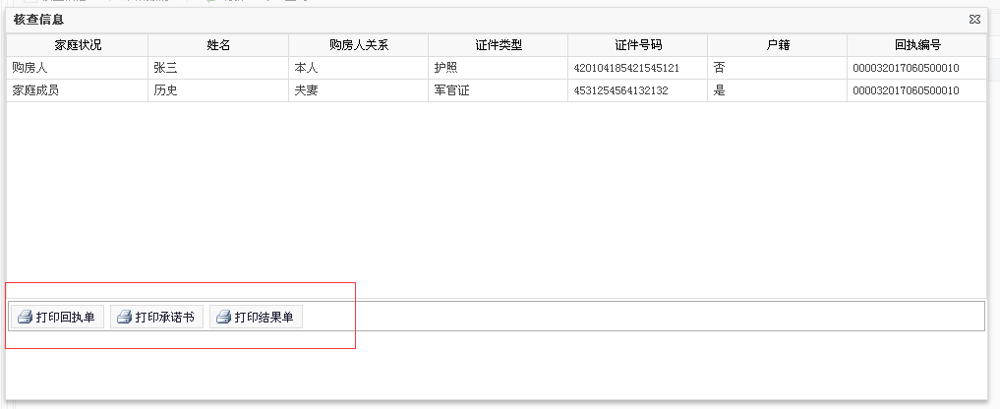 核查信息
家庭状况 姓名 购房人关系 证件类型 证件号码 户籍 回执编号
购房人 张三 本人 护照 420104185421545121 否 000032017060500010
家庭成员 历史 夫妻 军官证 4531254564132132 是 000032017060500010
打印回执单 打印承诺书 打印结果单